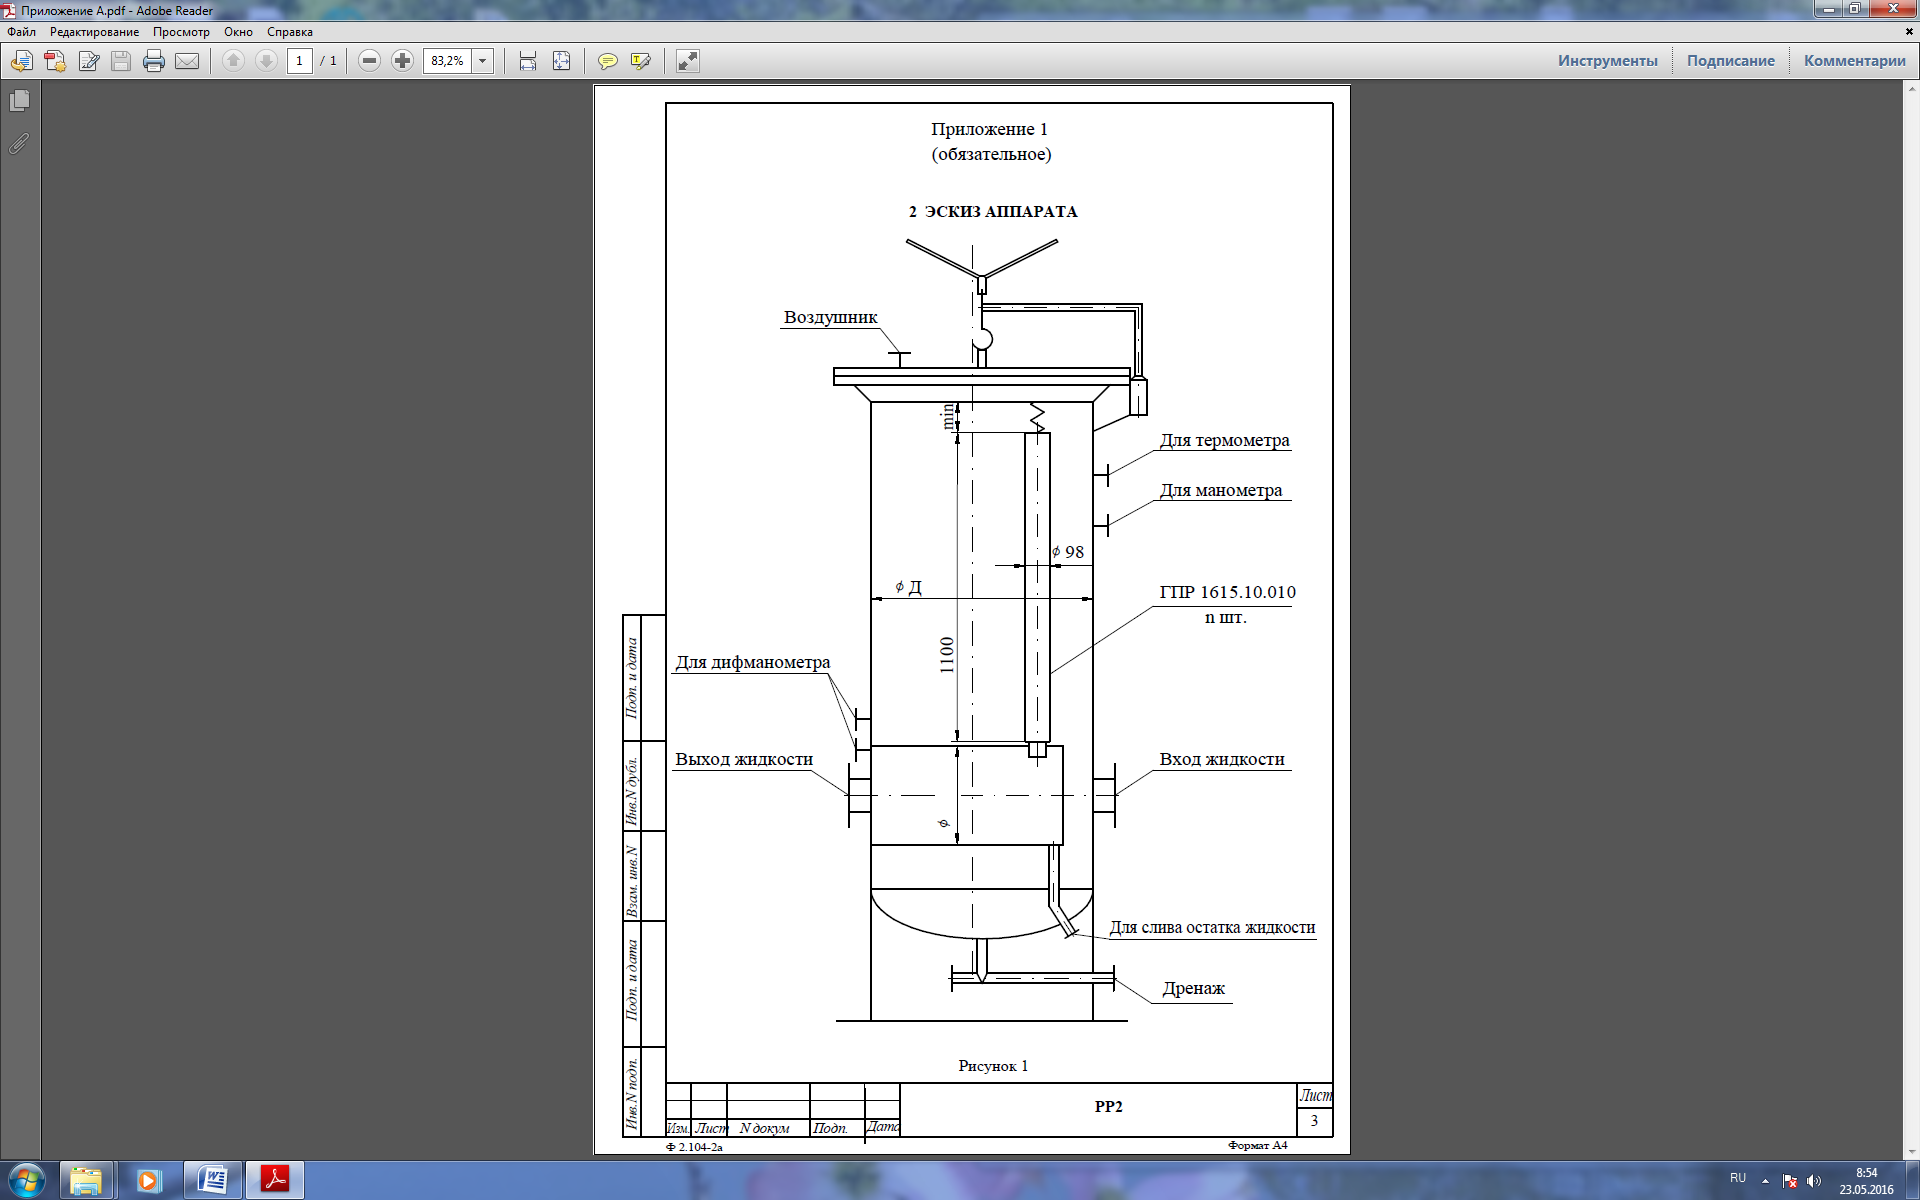 Приложение А.pdf - Adobe Reader
Файл Редактирование Просмотр Окно Справка
1 / 1 83,2% Инструменты Подписание Комментарии
Приложение 1
(обязательное)
2 ЭСКИЗ АППАРАТА
Воздушник
min
Для термометра
Для манометра
ϕ 98
ϕ Д
ГПР 1615.10.010
n шт.
1100
Для дифманометра
Выход жидкости
Вход жидкости
ϕ
Для слива остатка жидкости
Дренаж
Рисунок 1
Подп. и дата
Инв.N дубл.
Взам. инв.N
Подп. и дата
Инв.N подп.
РР2
Лист
3
Изм. Лист N докум Подп. Дата
Ф 2.104-2а
Формат А4
RU
8:54
23.05.2016